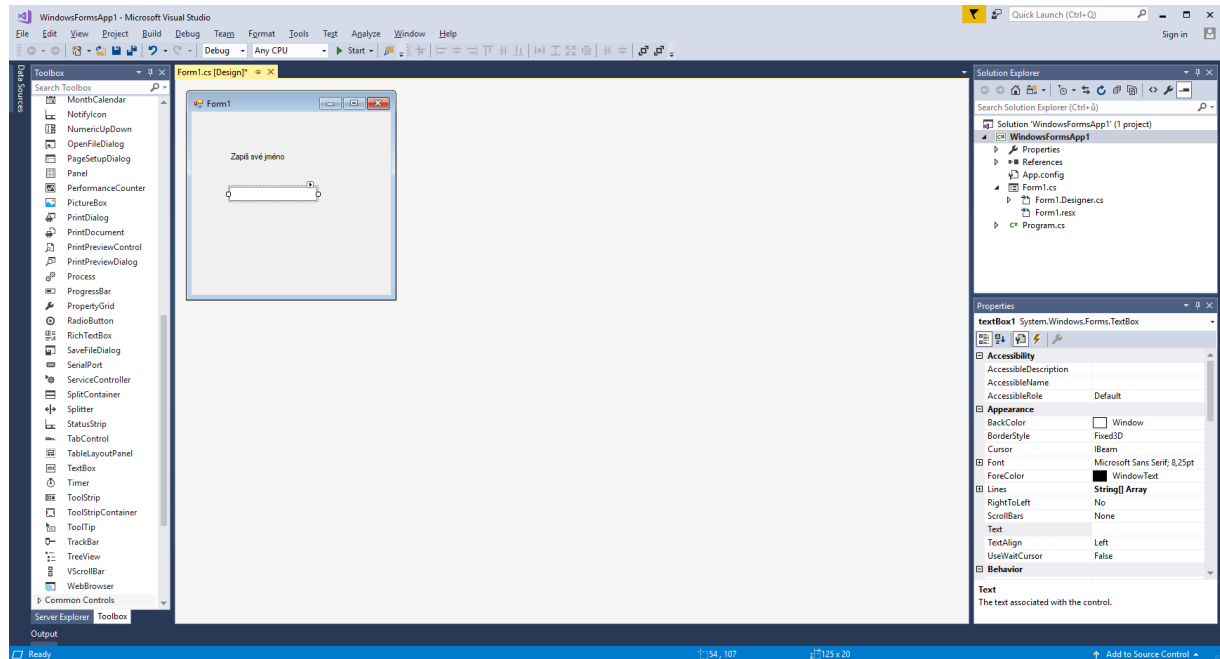 WindowsFormsApp1 - Microsoft Visual Studio
Quick Launch (Ctrl+Q)
File Edit View Project Build Debug Team Format Tools Test Analyze Window Help
Sign in
Debug Any CPU Start
Data Sources
Toolbox
Search Toolbox
MonthCalendar
NotifyIcon
NumericUpDown
OpenFileDialog
PageSetupDialog
Panel
PerformanceCounter
PictureBox
PrintDialog
PrintDocument
PrintPreviewControl
PrintPreviewDialog
Process
ProgressBar
PropertyGrid
RadioButton
RichTextBox
SaveFileDialog
SerialPort
ServiceController
SplitContainer
Splitter
StatusStrip
TabControl
TableLayoutPanel
TextBox
Timer
ToolStrip
ToolStripContainer
ToolTip
TrackBar
TreeView
VScrollBar
WebBrowser
Common Controls
Server Explorer Toolbox
Form1.cs [Design]*
Form1
Zapiš své jméno
Solution Explorer
Search Solution Explorer (Ctrl+ů)
Solution 'WindowsFormsApp1' (1 project)
WindowsFormsApp1
Properties
References
App.config
Form1.cs
Form1.Designer.cs
Form1.resx
Program.cs
Properties
textBox1 System.Windows.Forms.TextBox
Accessibility
AccessibleDescription
AccessibleName
AccessibleRole Default
Appearance
BackColor Window
BorderStyle Fixed3D
Cursor IBeam
Font Microsoft Sans Serif; 8,25pt
ForeColor WindowText
Lines String[] Array
RightToLeft No
ScrollBars None
Text
TextAlign Left
UseWaitCursor False
Behavior
Text
The text associated with the control.
Output
Ready
54 , 107
125 x 20
Add to Source Control